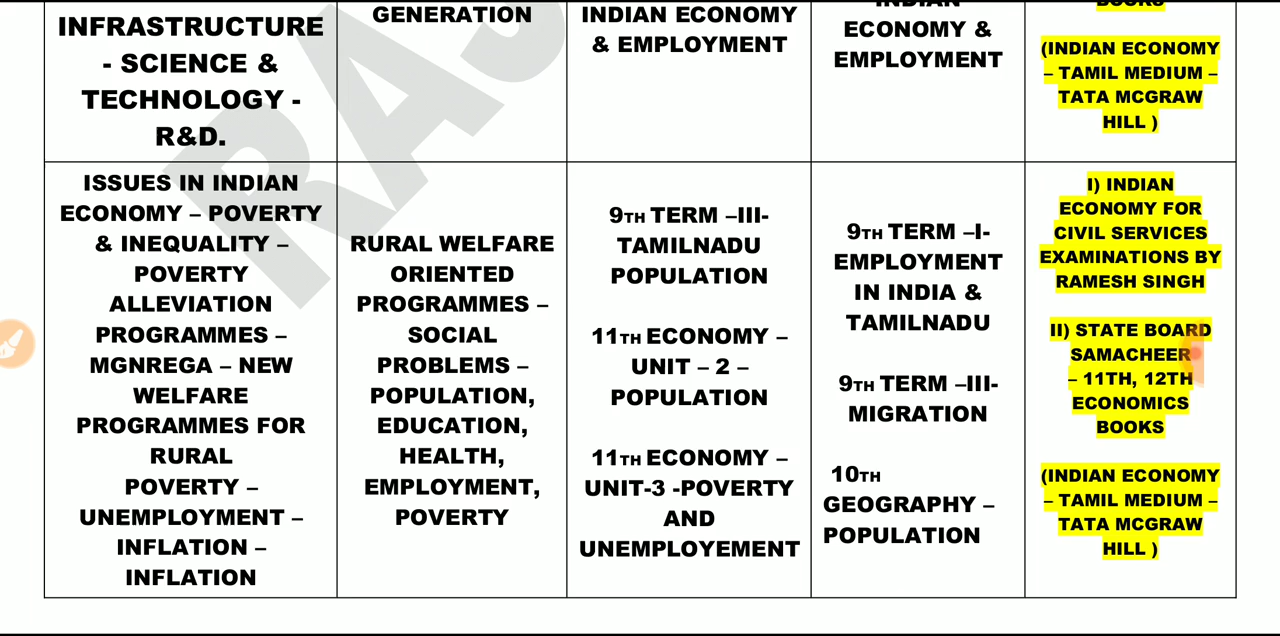 INFRASTRUCTURE
- SCIENCE &
TECHNOLOGY -
R&D.
GENERATION
INDIAN ECONOMY
& EMPLOYMENT
INDIAN
ECONOMY &
EMPLOYMENT
BOOKS
(INDIAN ECONOMY
– TAMIL MEDIUM –
TATA MCGRAW
HILL )
ISSUES IN INDIAN
ECONOMY – POVERTY
& INEQUALITY –
POVERTY
ALLEVIATION
PROGRAMMES –
MGNREGA – NEW
WELFARE
PROGRAMMES FOR
RURAL
POVERTY –
UNEMPLOYMENT –
INFLATION –
INFLATION
RURAL WELFARE
ORIENTED
PROGRAMMES –
SOCIAL
PROBLEMS –
POPULATION,
EDUCATION,
HEALTH,
EMPLOYMENT,
POVERTY
9TH TERM –III-
TAMILNADU
POPULATION
11TH ECONOMY –
UNIT – 2 –
POPULATION
11TH ECONOMY –
UNIT-3 -POVERTY
AND
UNEMPLOYEMENT
9TH TERM –I-
EMPLOYMENT
IN INDIA &
TAMILNADU
9TH TERM –III-
MIGRATION
10TH
GEOGRAPHY –
POPULATION
I) INDIAN
ECONOMY FOR
CIVIL SERVICES
EXAMINATIONS BY
RAMESH SINGH
II) STATE BOARD
SAMACHEER
– 11TH, 12TH
ECONOMICS
BOOKS
(INDIAN ECONOMY
– TAMIL MEDIUM –
TATA MCGRAW
HILL )